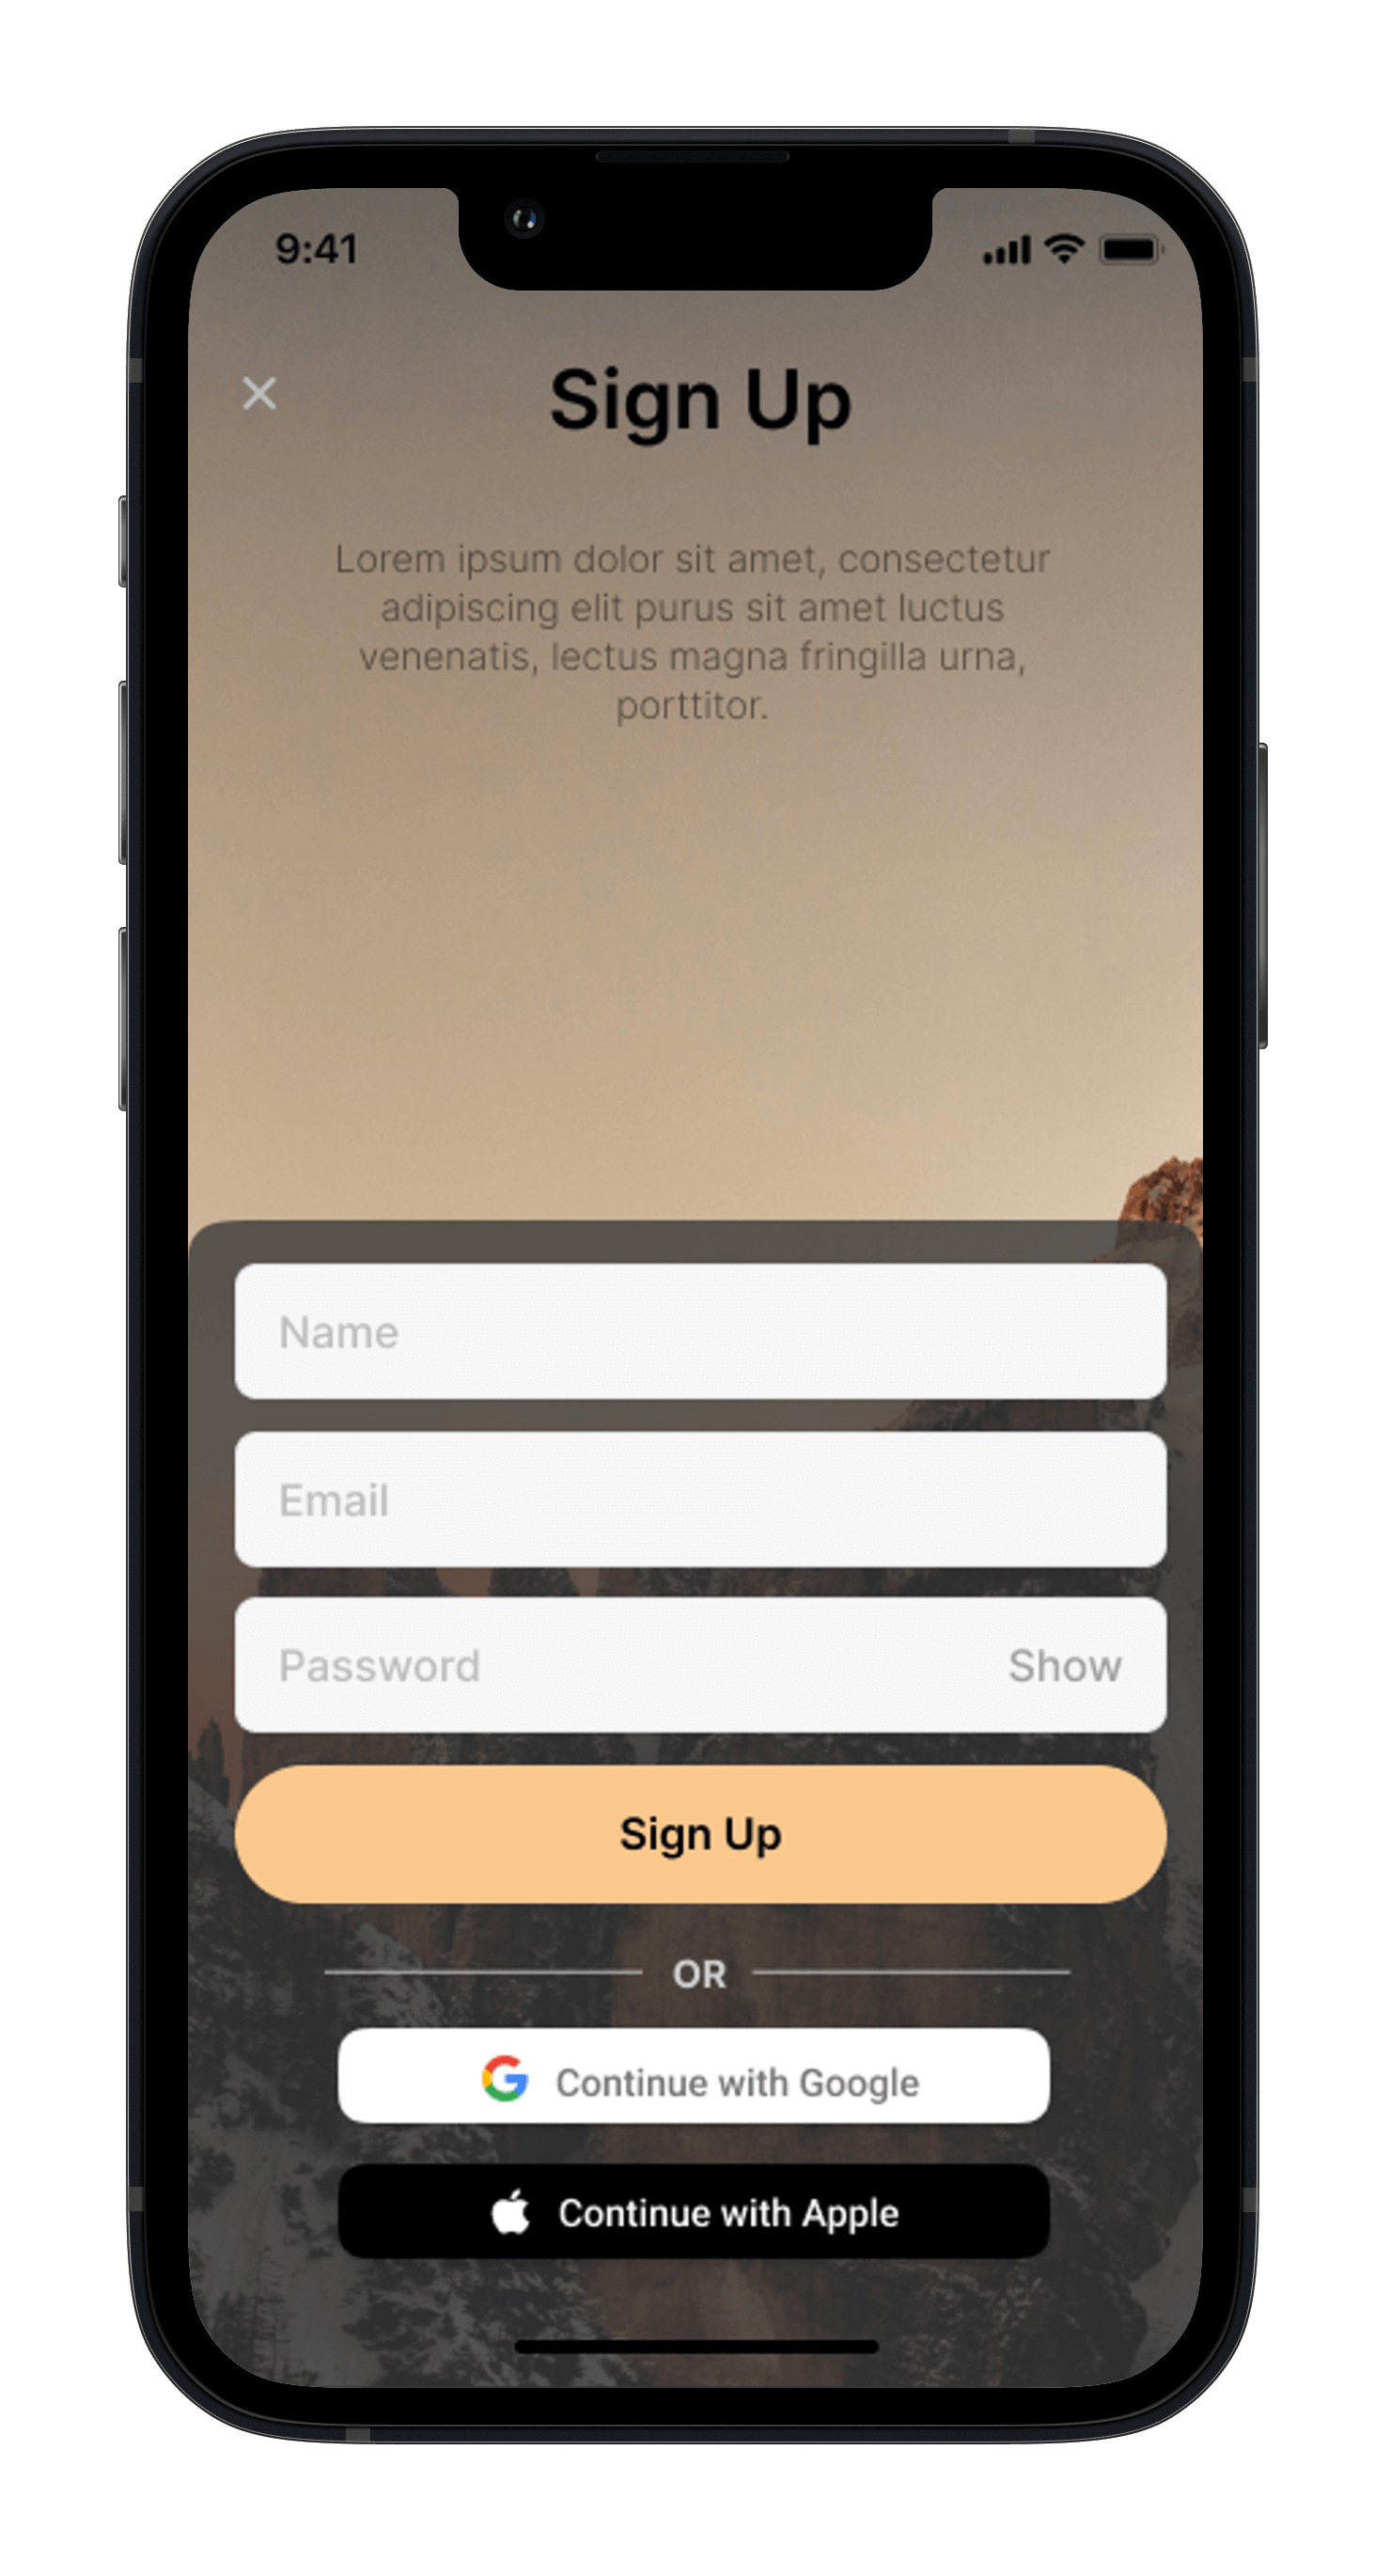 9:41
Sign Up
Lorem ipsum dolor sit amet, consectetur
adipiscing elit purus sit amet luctus
venenatis, lectus magna fringilla urna,
porttitor.
Name
Email
Password Show
Sign Up
OR
Continue with Google
Continue with Apple